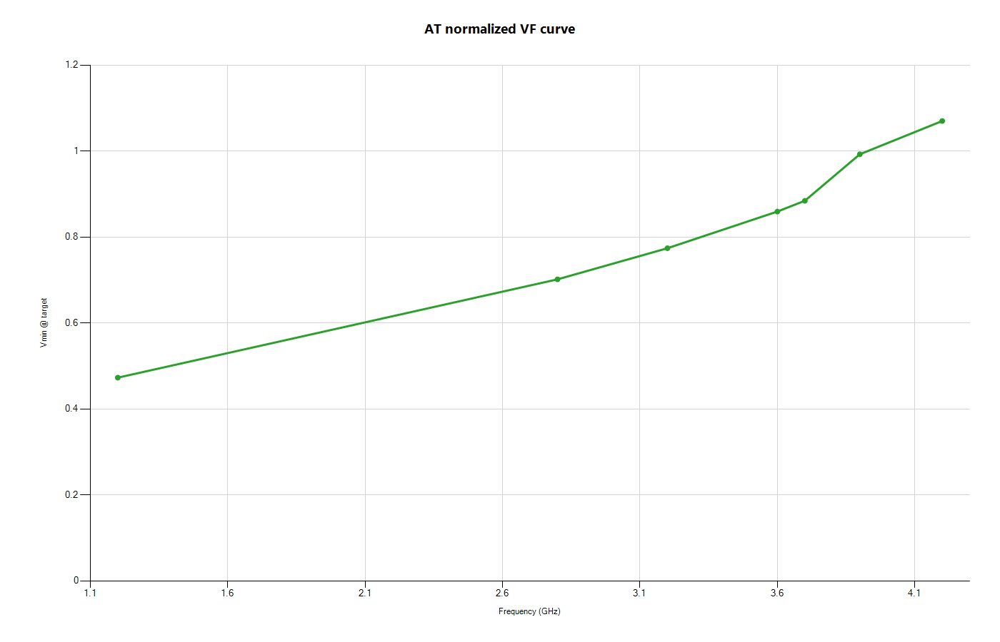 AT normalized VF curve
1.2
1
0.8
0.6
0.4
0.2
0
Vmin @ target
1.1 1.6 2.1 2.6 3.1 3.6 4.1
Frequency (GHz)